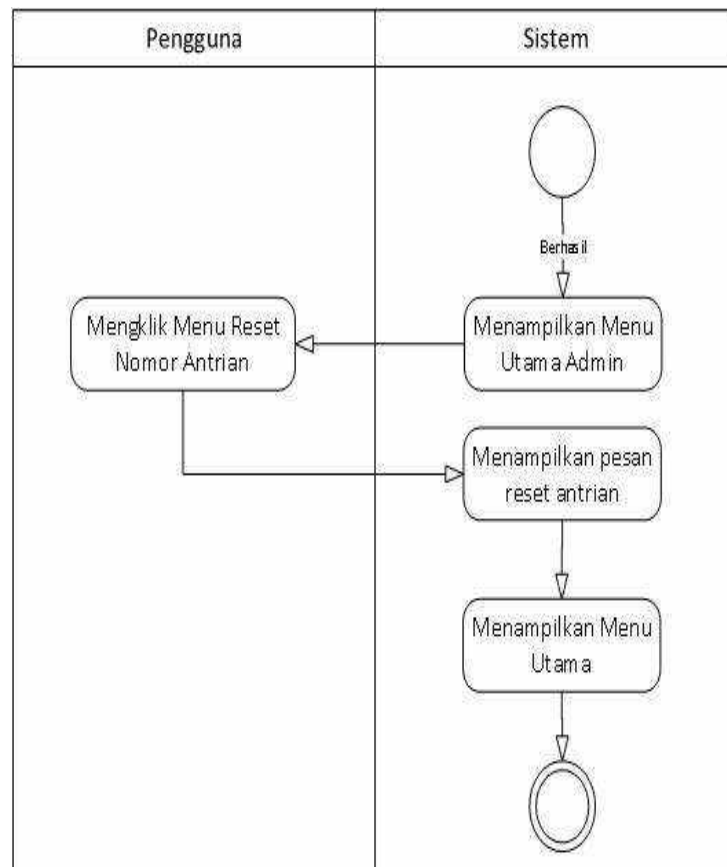 Pengguna
Sistem
Berhasil
Menampilkan Menu
Utama Admin
Mengklik Menu Reset
Nomor Antrian
Menampilkan pesan
reset antrian
Menampilkan Menu
Utama